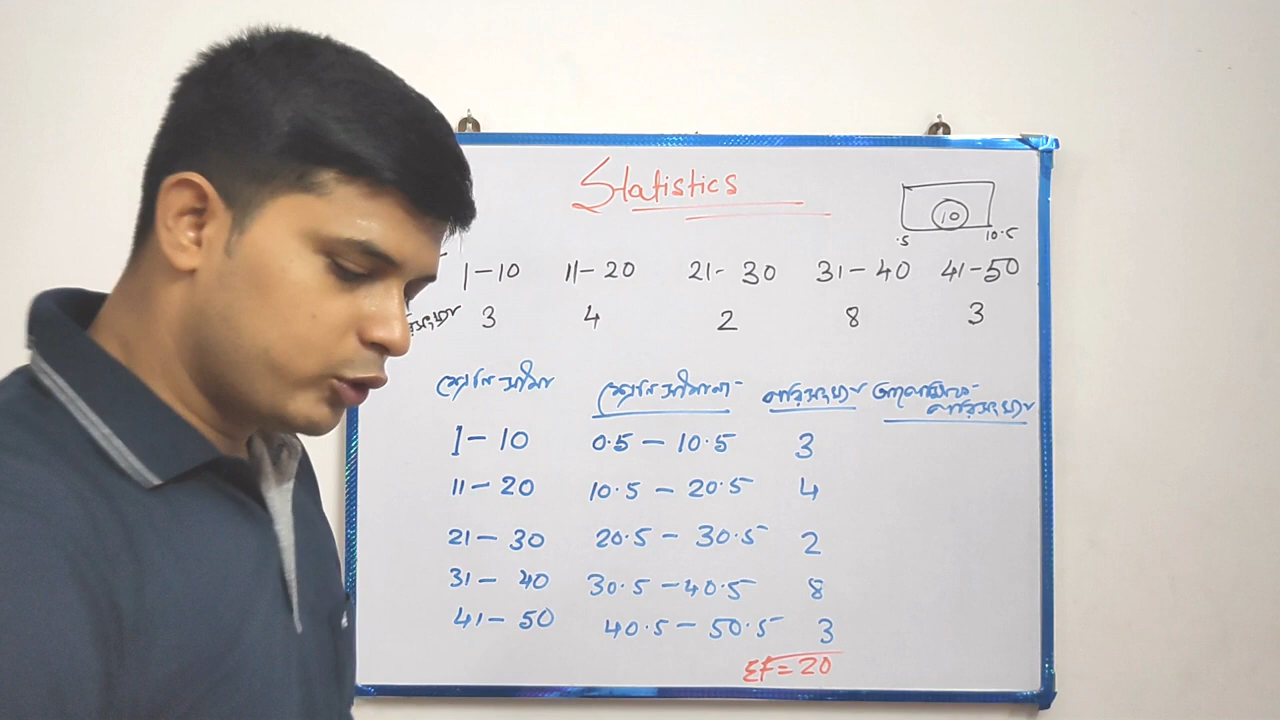 Statistics
10
.5 10.5
1-10 11-20 21-30 31-40 41-50
3 4 2 8 3
শ্রেণি-সীমা শ্রেণি-সীমানা পরিসংখ্যা আপেক্ষিক-
পরিসংখ্যা
1-10 0.5-10.5 3
11-20 10.5-20.5 4
21-30 20.5-30.5 2
31-40 30.5-40.5 8
41-50 40.5-50.5 3
Σf=20